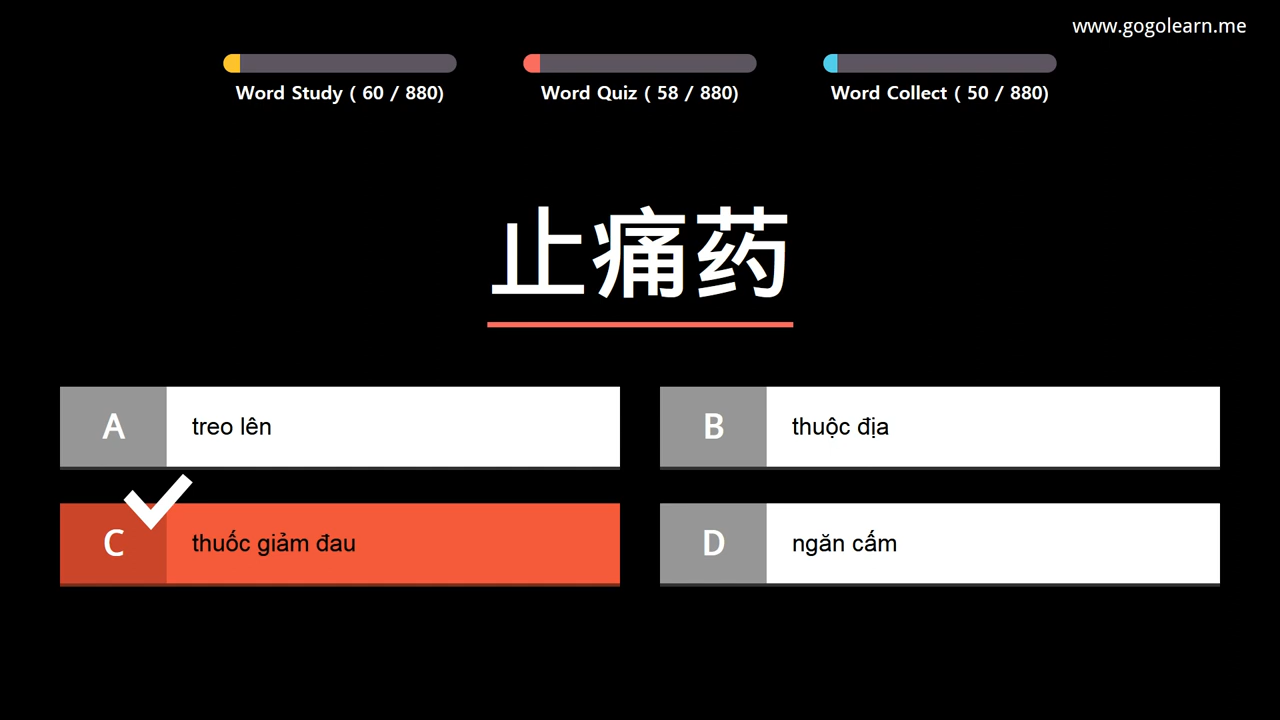 www.gogolearn.me
Word Study ( 60 / 880)
Word Quiz ( 58 / 880)
Word Collect ( 50 / 880)
止痛药
A treo lên
B thuộc địa
C thuốc giảm đau
D ngăn cấm